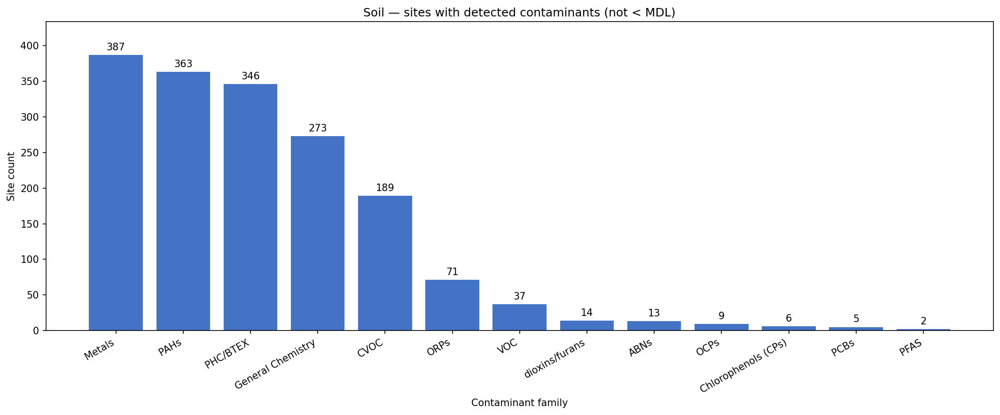 Soil — sites with detected contaminants (not < MDL)
Site count
400
350
300
250
200
150
100
50
0
387
363
346
273
189
71
37
14
13
9
6
5
2
Metals
PAHs
PHC/BTEX
General Chemistry
CVOC
ORPs
VOC
dioxins/furans
ABNs
OCPs
Chlorophenols (CPs)
PCBs
PFAS
Contaminant family